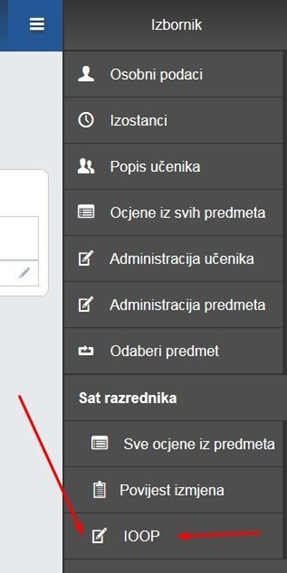 Izbornik
Osobni podaci
Izostanci
Popis učenika
Ocjene iz svih predmeta
Administracija učenika
Administracija predmeta
Odaberi predmet
Sat razrednika
Sve ocjene iz predmeta
Povijest izmjena
IOOP